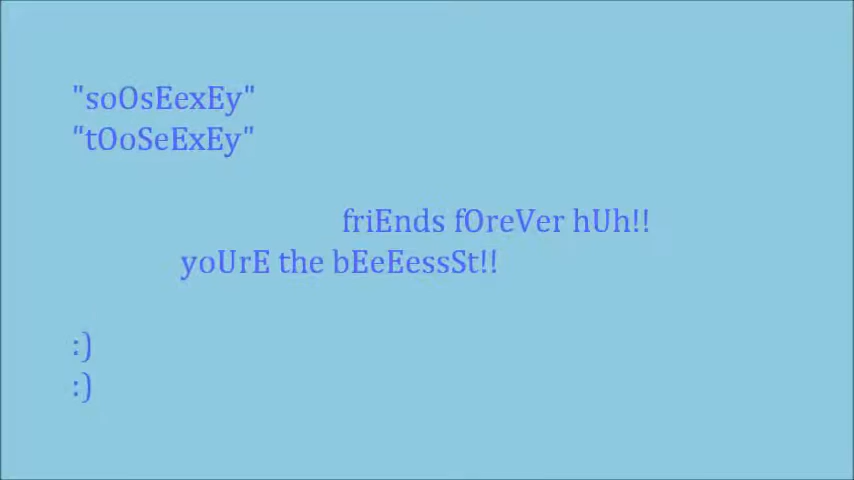 "soOsEexEy"
"tOoSeExEy"
friEnds fOreVer hUh!!
yoUrE the bEeEessSt!!
:)
:)